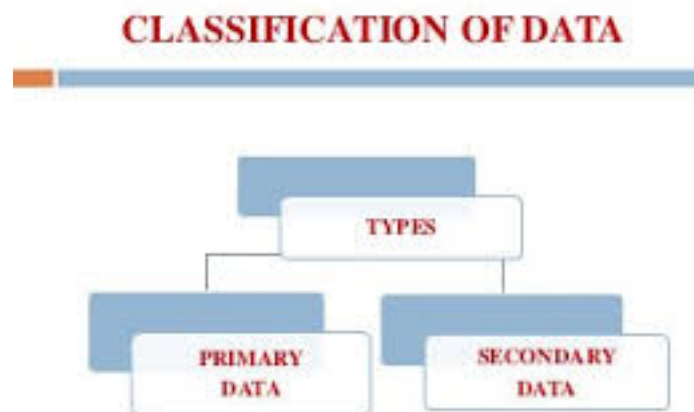 CLASSIFICATION OF DATA
TYPES
PRIMARY
DATA
SECONDARY
DATA